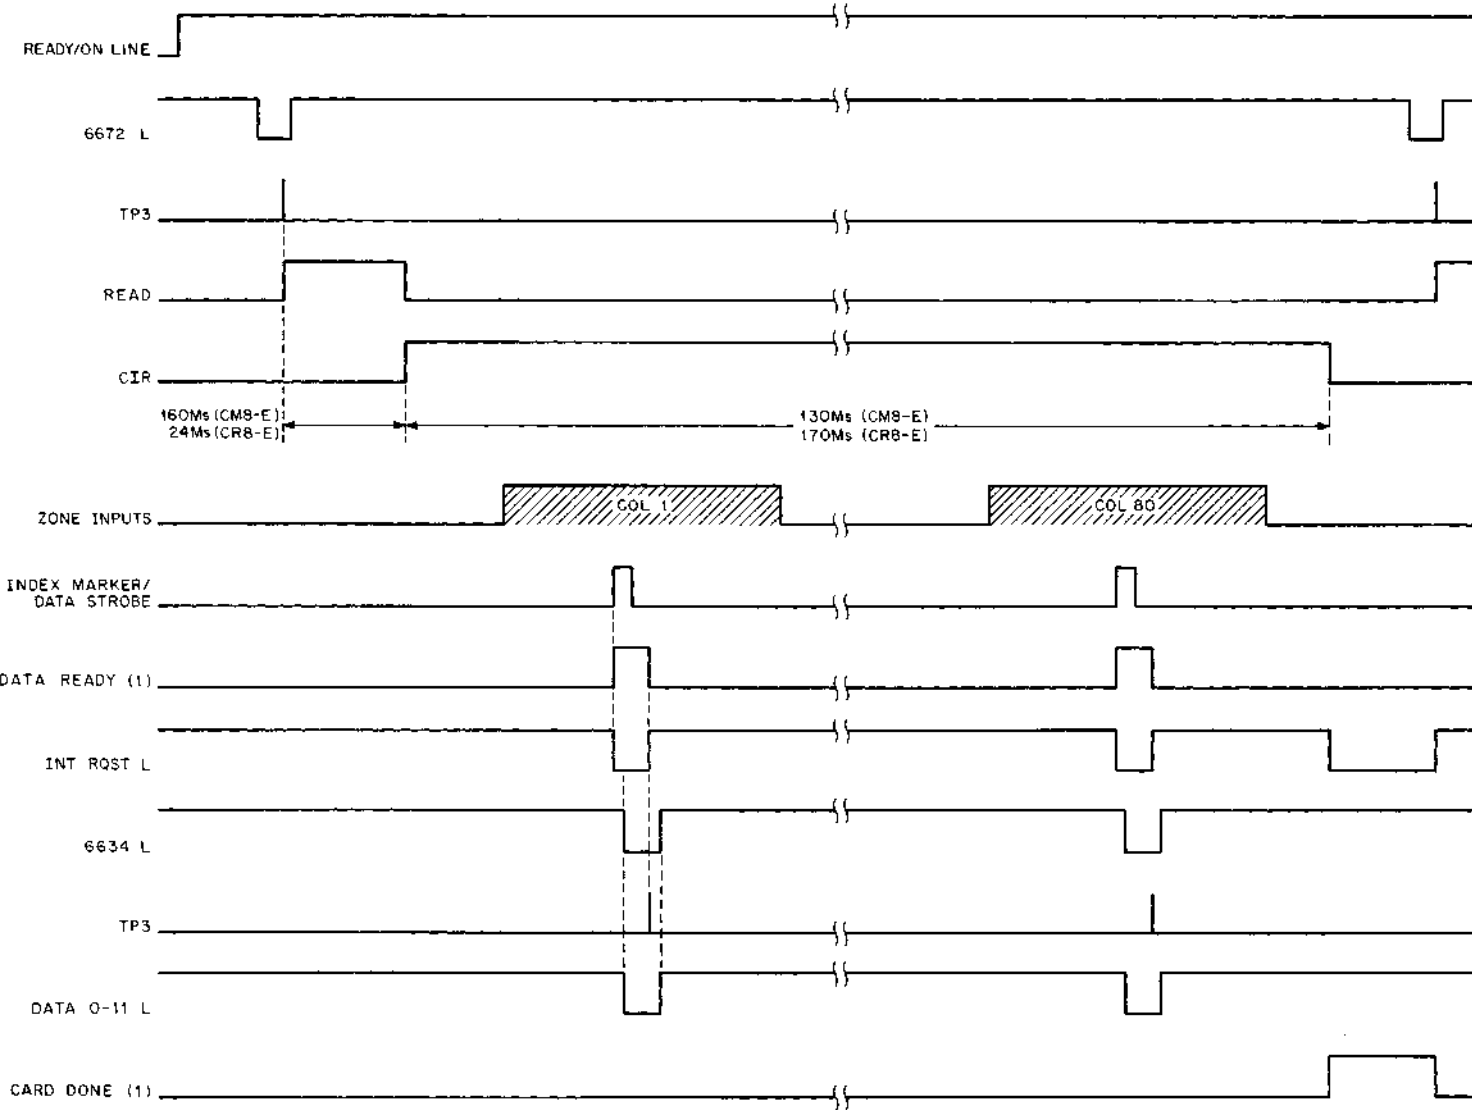 READY/ON LINE
6672 L
TP3
READ
CIR
160Ms (CM8-E)
24Ms (CR8-E)
130Ms (CM8-E)
170Ms (CR8-E)
ZONE INPUTS
COL 1
COL 80
INDEX MARKER/
DATA STROBE
DATA READY (1)
INT RQST L
6634 L
TP3
DATA 0-11 L
CARD DONE (1)